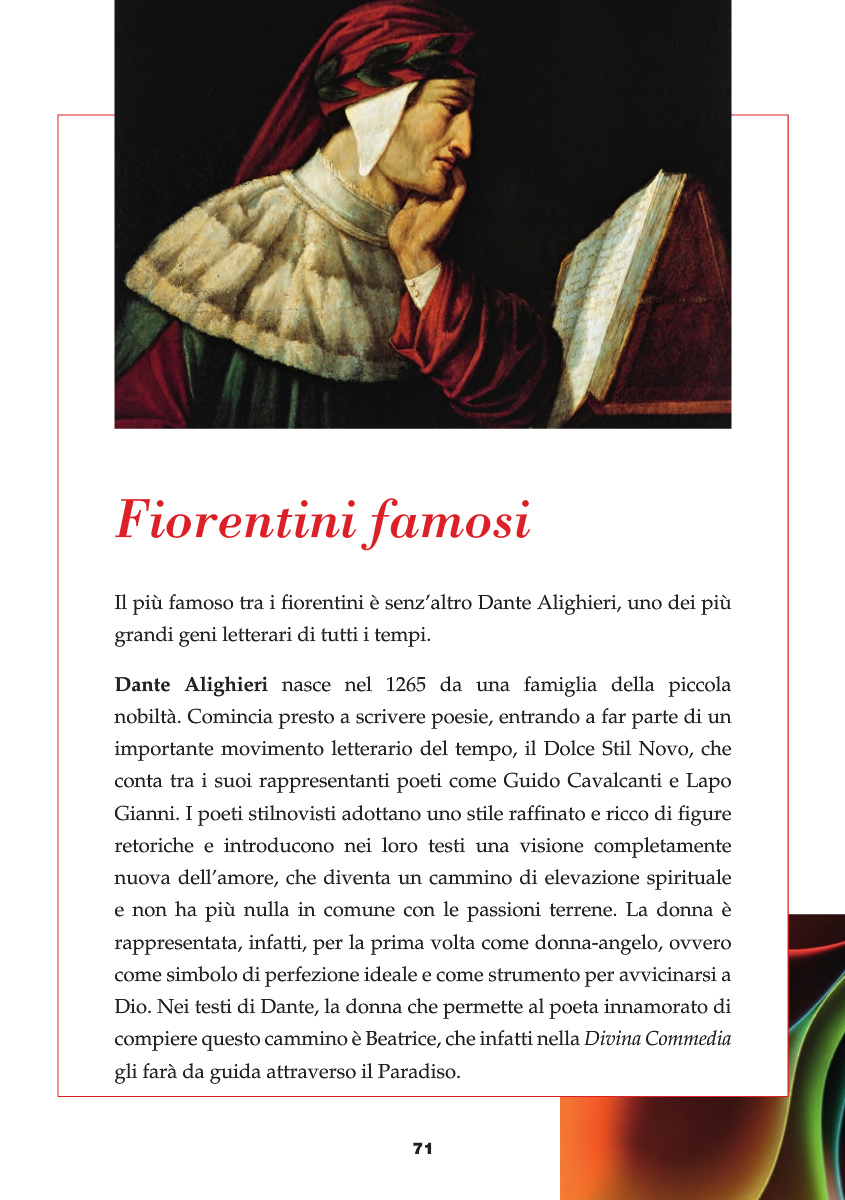 Fiorentini famosi
Il più famoso tra i fiorentini è senz’altro Dante Alighieri, uno dei più
grandi geni letterari di tutti i tempi.
Dante Alighieri nasce nel 1265 da una famiglia della piccola
nobiltà. Comincia presto a scrivere poesie, entrando a far parte di un
importante movimento letterario del tempo, il Dolce Stil Novo, che
conta tra i suoi rappresentanti poeti come Guido Cavalcanti e Lapo
Gianni. I poeti stilnovisti adottano uno stile raffinato e ricco di figure
retoriche e introducono nei loro testi una visione completamente
nuova dell’amore, che diventa un cammino di elevazione spirituale
e non ha più nulla in comune con le passioni terrene. La donna è
rappresentata, infatti, per la prima volta come donna-angelo, ovvero
come simbolo di perfezione ideale e come strumento per avvicinarsi a
Dio. Nei testi di Dante, la donna che permette al poeta innamorato di
compiere questo cammino è Beatrice, che infatti nella Divina Commedia
gli farà da guida attraverso il Paradiso.
71